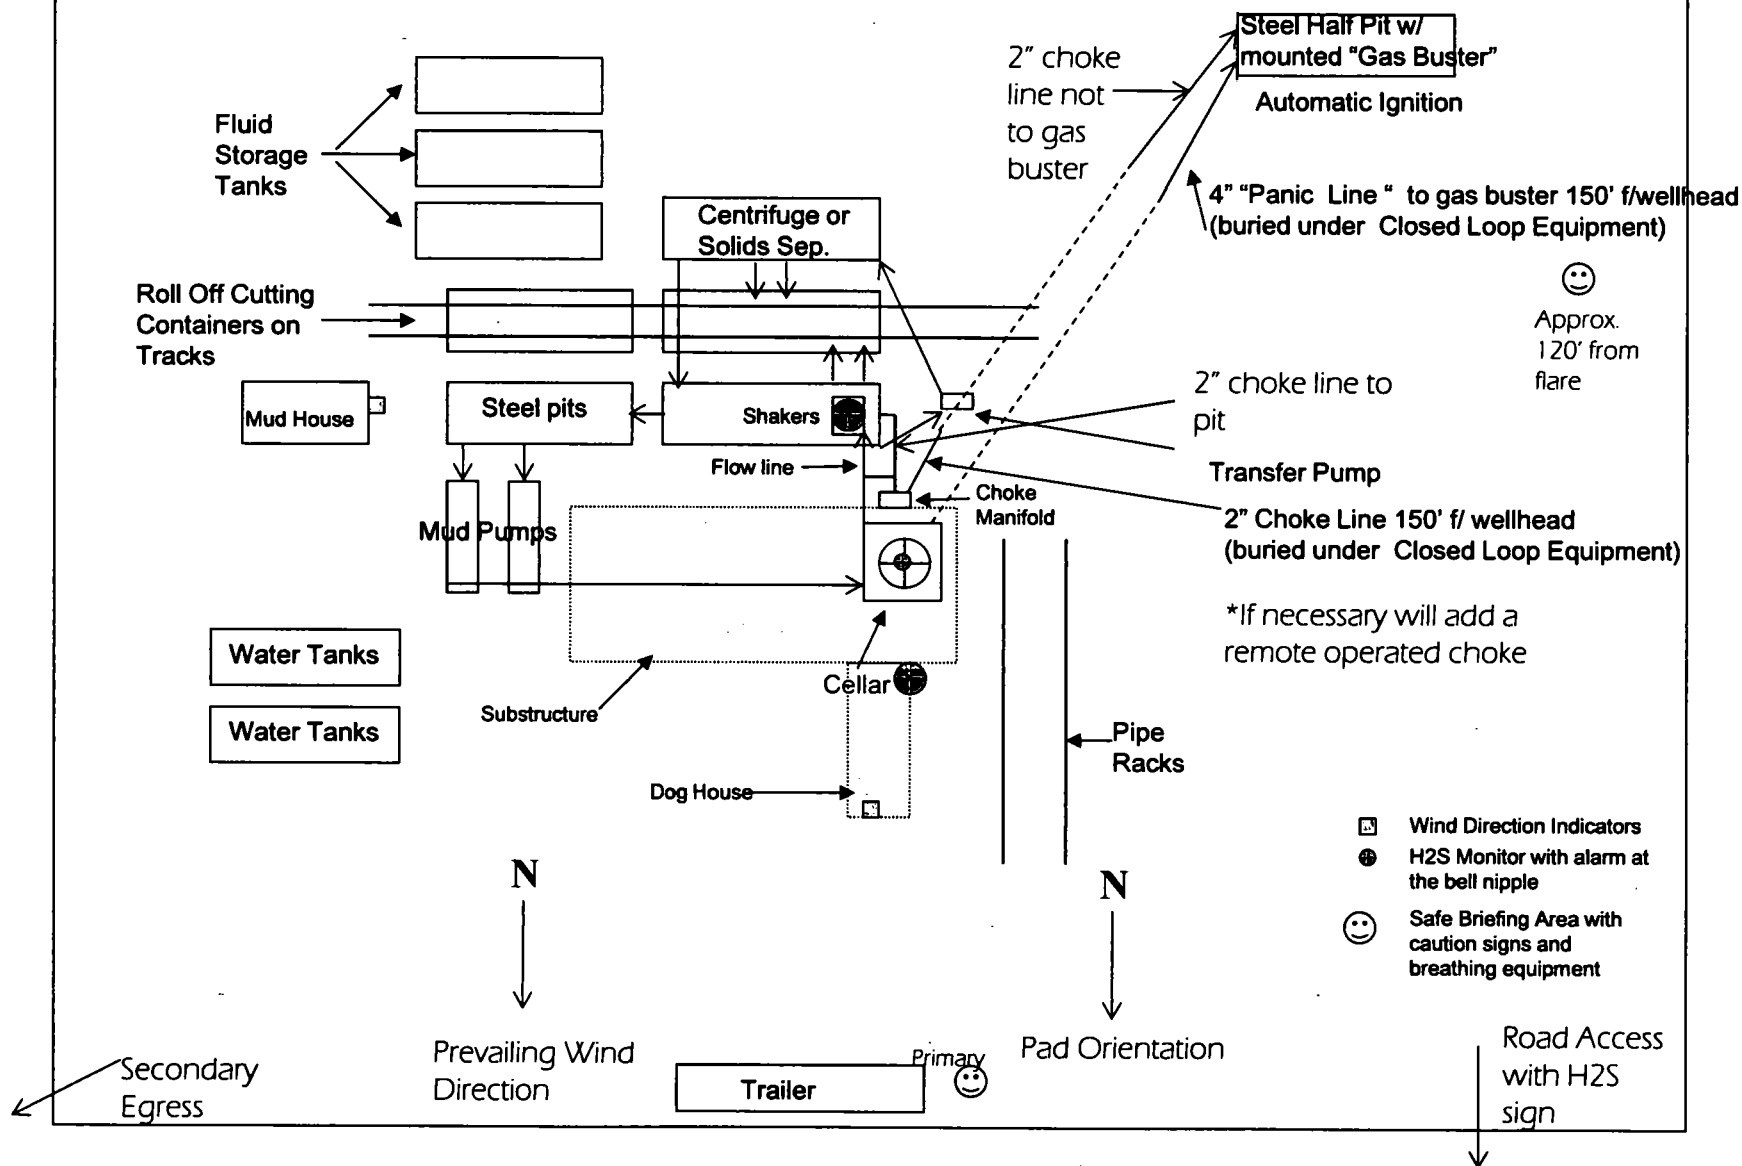 Steel Half Pit w/
mounted "Gas Buster"
Automatic Ignition
2" choke
line not
to gas
buster
Fluid
Storage
Tanks
4" "Panic Line " to gas buster 150' f/wellhead
(buried under Closed Loop Equipment)
Centrifuge or
Solids Sep.
Roll Off Cutting
Containers on
Tracks
Approx.
120' from
flare
Mud House
Steel pits
Shakers
2" choke line to
pit
Flow line
Transfer Pump
Choke
Manifold
2" Choke Line 150' f/ wellhead
(buried under Closed Loop Equipment)
Mud Pumps
*If necessary will add a
remote operated choke
Water Tanks
Cellar
Substructure
Water Tanks
Pipe
Racks
Dog House
Wind Direction Indicators
H2S Monitor with alarm at
the bell nipple
Safe Briefing Area with
caution signs and
breathing equipment
N
N
Prevailing Wind
Direction
Pad Orientation
Primary
Trailer
Secondary
Egress
Road Access
with H2S
sign